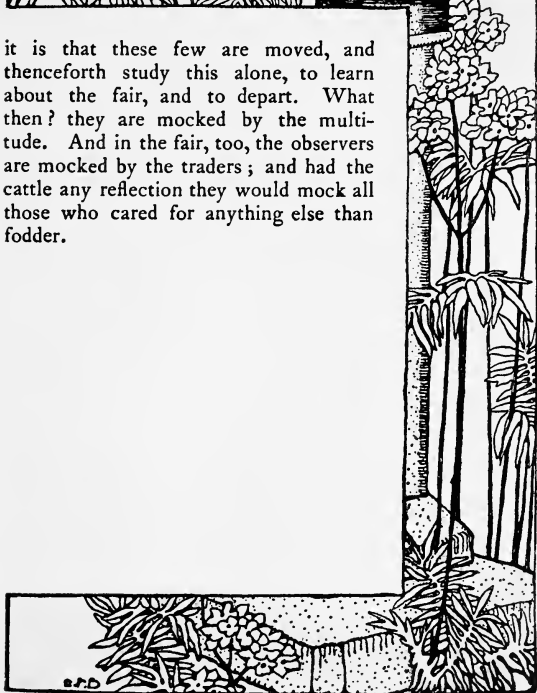 it is that these few are moved, and
thenceforth study this alone, to learn
about the fair, and to depart. What
then? they are mocked by the multi-
tude. And in the fair, too, the observers
are mocked by the traders; and had the
cattle any reflection they would mock all
those who cared for anything else than
fodder.